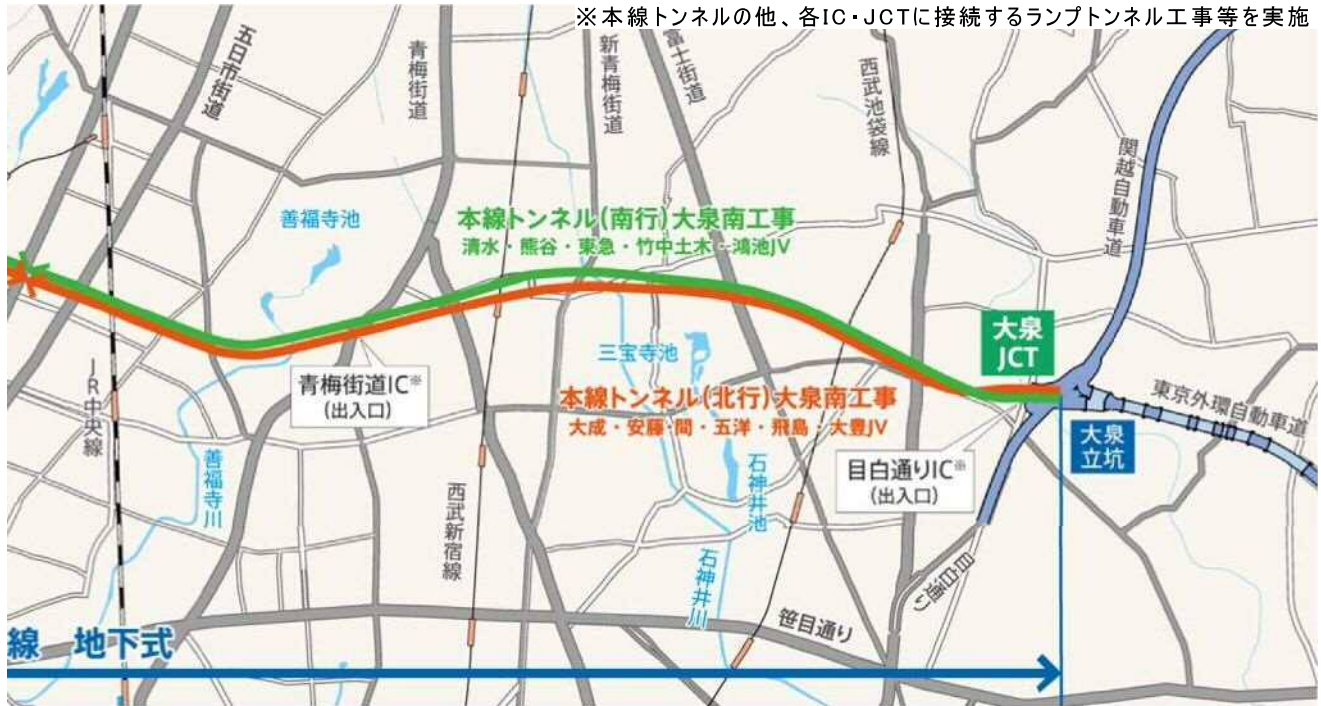 ※本線トンネルの他、各IC・JCTに接続するランプトンネル工事等を実施
五日市街道
青梅街道
新青梅街道
富士街道
西武池袋線
関越自動車道
善福寺池
本線トンネル(南行)大泉南工事
清水・熊谷・東急・竹中土木・鴻池JV
三宝寺池
大泉
JCT
青梅街道IC※
(出入口)
本線トンネル(北行)大泉南工事
大成・安藤・間・五洋・飛島・大豊JV
東京外環自動車道
大泉
立坑
JR中央線
善福寺川
西武新宿線
石神井池
目白通りIC※
(出入口)
石神井川
目白通り
笹目通り
線 地下式